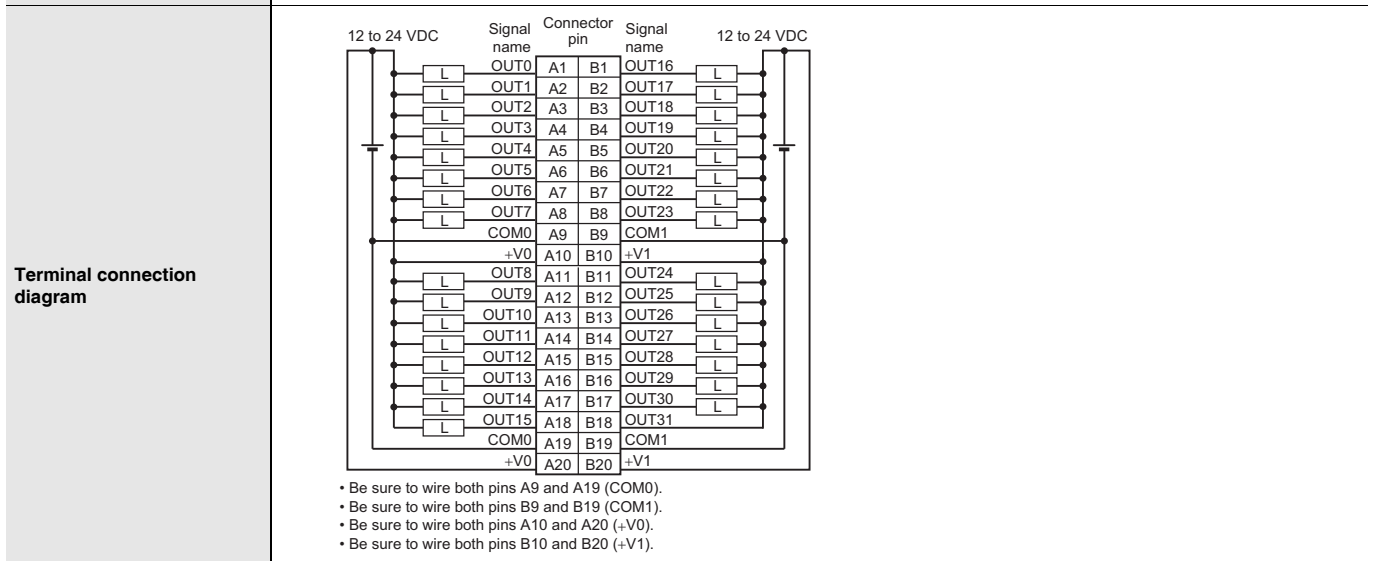 Terminal connection
diagram
12 to 24 VDC Signal name Connector pin Signal name 12 to 24 VDC
L OUT0 A1 B1 OUT16 L
L OUT1 A2 B2 OUT17 L
L OUT2 A3 B3 OUT18 L
L OUT3 A4 B4 OUT19 L
L OUT4 A5 B5 OUT20 L
L OUT5 A6 B6 OUT21 L
L OUT6 A7 B7 OUT22 L
L OUT7 A8 B8 OUT23 L
COM0 A9 B9 COM1
+V0 A10 B10 +V1
L OUT8 A11 B11 OUT24 L
L OUT9 A12 B12 OUT25 L
L OUT10 A13 B13 OUT26 L
L OUT11 A14 B14 OUT27 L
L OUT12 A15 B15 OUT28 L
L OUT13 A16 B16 OUT29 L
L OUT14 A17 B17 OUT30 L
L OUT15 A18 B18 OUT31
COM0 A19 B19 COM1
+V0 A20 B20 +V1
• Be sure to wire both pins A9 and A19 (COM0).
• Be sure to wire both pins B9 and B19 (COM1).
• Be sure to wire both pins A10 and A20 (+V0).
• Be sure to wire both pins B10 and B20 (+V1).